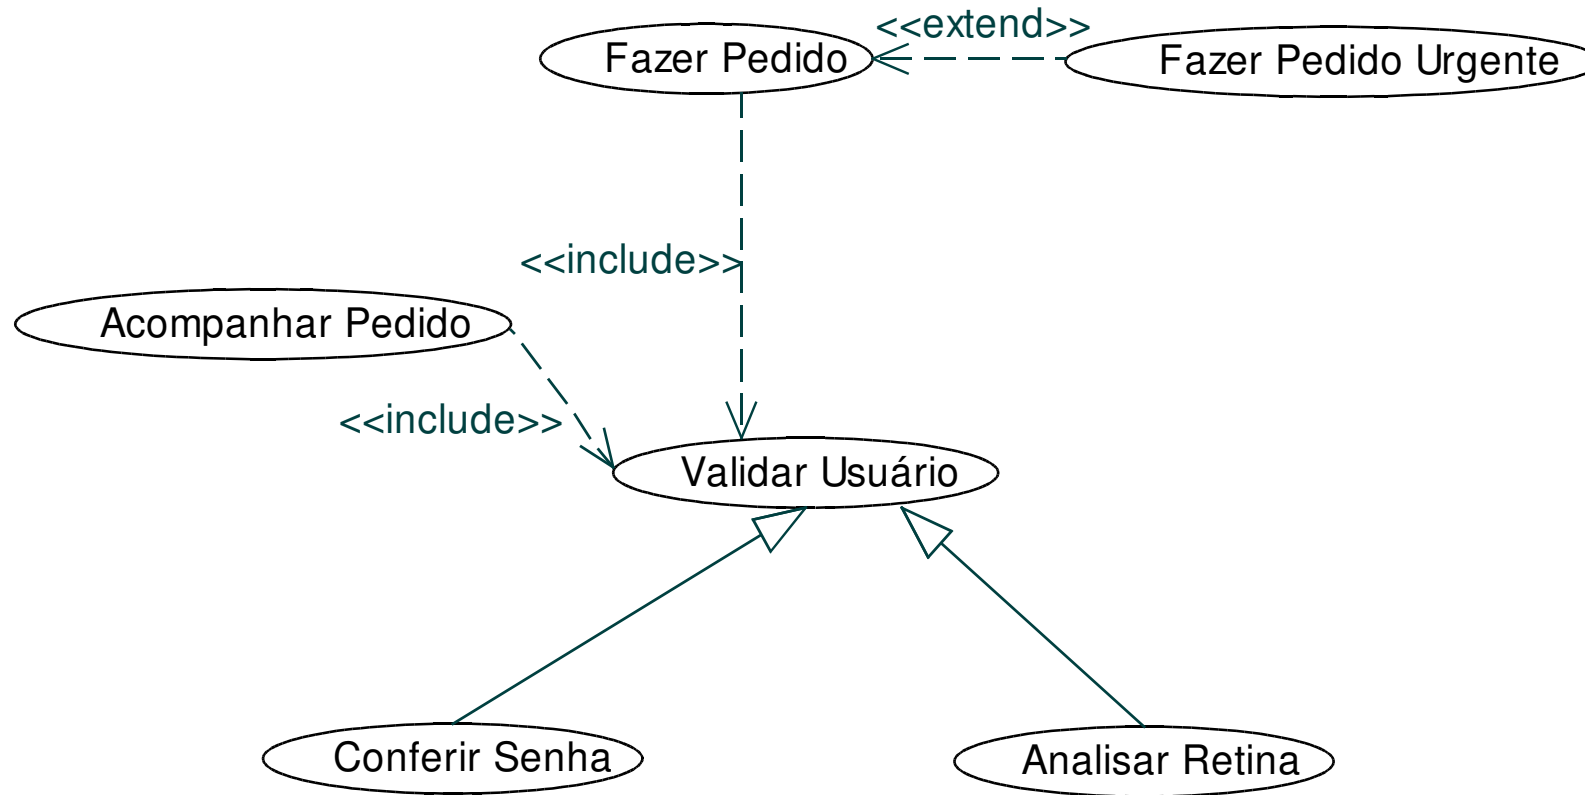 <<extend>>
Fazer Pedido
Fazer Pedido Urgente
<<include>>
Acompanhar Pedido
<<include>>
Validar Usuário
Conferir Senha
Analisar Retina